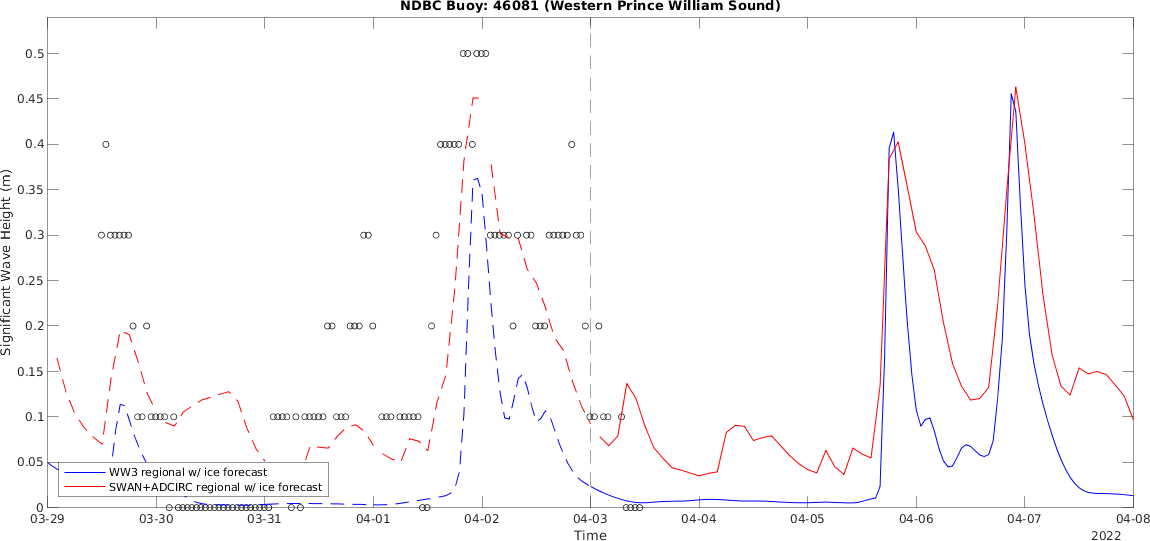 NDBC Buoy: 46081 (Western Prince William Sound)
0.5
0.45
0.4
0.35
0.3
0.25
0.2
0.15
0.1
0.05
0
Significant Wave Height (m)
WW3 regional w/ ice forecast
SWAN+ADCIRC regional w/ ice forecast
03-29 03-30 03-31 04-01 04-02 04-03 04-04 04-05 04-06 04-07 04-08
Time
2022